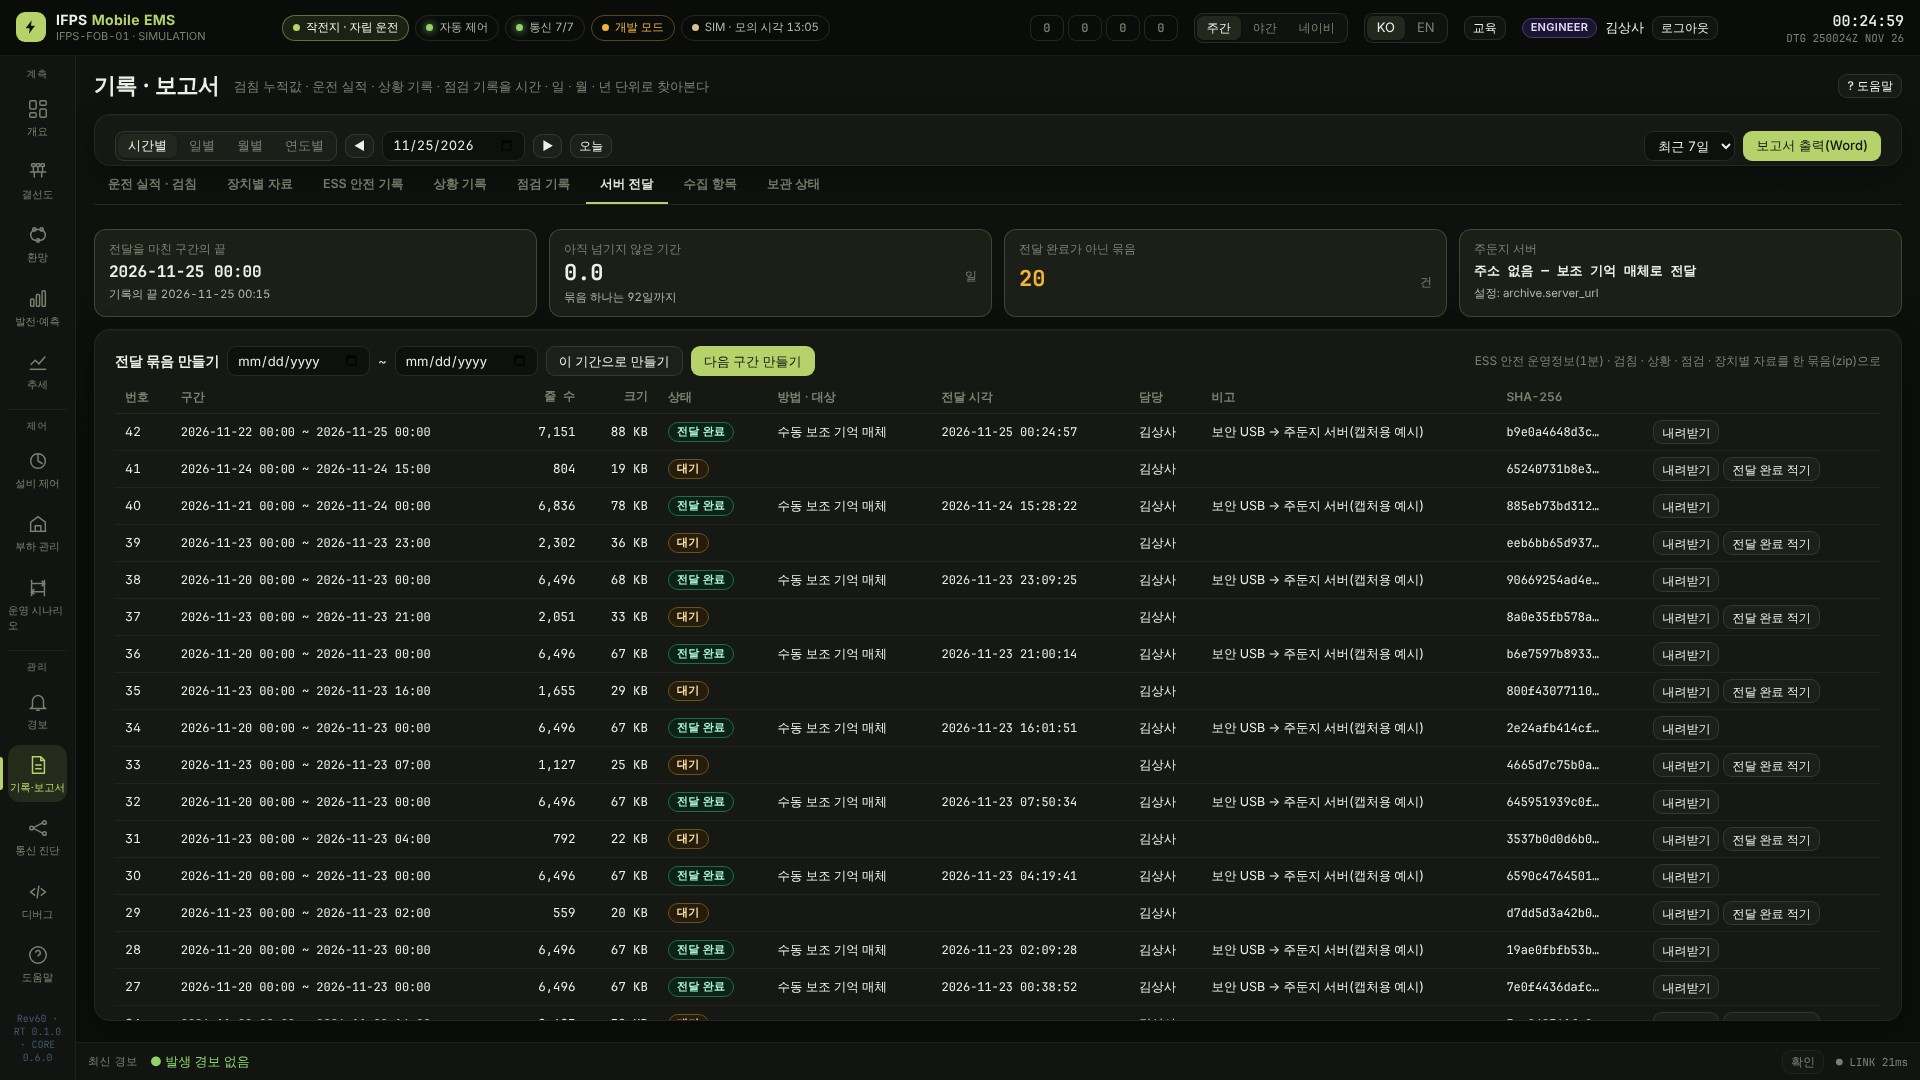 IFPS Mobile EMS
IFPS-FOB-01 · SIMULATION
작전지 · 자립 운전
자동 제어
통신 7/7
개발 모드
SIM · 모의 시각 13:05
0 0 0 0
주간 야간 네이비
KO EN
교육
ENGINEER 김상사 로그아웃
00:24:59
DTG 250024Z NOV 26
계측
개요
결선도
환망
발전·예측
추세
제어
설비 제어
부하 관리
운영 시나리
오
관리
경보
기록·보고서
통신 진단
디버그
도움말
Rev60 ·
RT 0.1.0
· CORE
0.6.0
기록 · 보고서
검침 누적값 · 운전 실적 · 상황 기록 · 점검 기록을 시간 · 일 · 월 · 년 단위로 찾아본다
? 도움말
시간별 일별 월별 연도별 ◀ 11/25/2026 ▶ 오늘
최근 7일 보고서 출력(Word)
운전 실적 · 검침 장치별 자료 ESS 안전 기록 상황 기록 점검 기록 서버 전달 수집 항목 보관 상태
전달을 마친 구간의 끝
2026-11-25 00:00
기록의 끝 2026-11-25 00:15
아직 넘기지 않은 기간
0.0 일
묶음 하나는 92일까지
전달 완료가 아닌 묶음
20 건
주둔지 서버
주소 없음 — 보조 기억 매체로 전달
설정: archive.server_url
전달 묶음 만들기 mm/dd/yyyy ~ mm/dd/yyyy 이 기간으로 만들기 다음 구간 만들기
ESS 안전 운영정보(1분) · 검침 · 상황 · 점검 · 장치별 자료를 한 묶음(zip)으로
번호 구간 줄 수 크기 상태 방법 · 대상 전달 시각 담당 비고 SHA-256
42 2026-11-22 00:00 ~ 2026-11-25 00:00 7,151 88 KB 전달 완료 수동 보조 기억 매체 2026-11-25 00:24:57 김상사 보안 USB → 주둔지 서버(캡처용 예시) b9e0a4648d3c… 내려받기
41 2026-11-24 00:00 ~ 2026-11-24 15:00 804 19 KB 대기 김상사 65240731b8e3… 내려받기 전달 완료 적기
40 2026-11-21 00:00 ~ 2026-11-24 00:00 6,836 78 KB 전달 완료 수동 보조 기억 매체 2026-11-24 15:28:22 김상사 보안 USB → 주둔지 서버(캡처용 예시) 885eb73bd312… 내려받기
39 2026-11-23 00:00 ~ 2026-11-23 23:00 2,302 36 KB 대기 김상사 eeb6bb65d937… 내려받기 전달 완료 적기
38 2026-11-20 00:00 ~ 2026-11-23 00:00 6,496 68 KB 전달 완료 수동 보조 기억 매체 2026-11-23 23:09:25 김상사 보안 USB → 주둔지 서버(캡처용 예시) 90669254ad4e… 내려받기
37 2026-11-23 00:00 ~ 2026-11-23 21:00 2,051 33 KB 대기 김상사 8a0e35fb578a… 내려받기 전달 완료 적기
36 2026-11-20 00:00 ~ 2026-11-23 00:00 6,496 67 KB 전달 완료 수동 보조 기억 매체 2026-11-23 21:00:14 김상사 보안 USB → 주둔지 서버(캡처용 예시) b6e7597b8933… 내려받기
35 2026-11-23 00:00 ~ 2026-11-23 16:00 1,655 29 KB 대기 김상사 800f43077110… 내려받기 전달 완료 적기
34 2026-11-20 00:00 ~ 2026-11-23 00:00 6,496 67 KB 전달 완료 수동 보조 기억 매체 2026-11-23 16:01:51 김상사 보안 USB → 주둔지 서버(캡처용 예시) 2e24afb414cf… 내려받기
33 2026-11-23 00:00 ~ 2026-11-23 07:00 1,127 25 KB 대기 김상사 4665d7c75b0a… 내려받기 전달 완료 적기
32 2026-11-20 00:00 ~ 2026-11-23 00:00 6,496 67 KB 전달 완료 수동 보조 기억 매체 2026-11-23 07:50:34 김상사 보안 USB → 주둔지 서버(캡처용 예시) 645951939c0f… 내려받기
31 2026-11-23 00:00 ~ 2026-11-23 04:00 792 22 KB 대기 김상사 3537b0d0d6b0… 내려받기 전달 완료 적기
30 2026-11-20 00:00 ~ 2026-11-23 00:00 6,496 67 KB 전달 완료 수동 보조 기억 매체 2026-11-23 04:19:41 김상사 보안 USB → 주둔지 서버(캡처용 예시) 6590c4764501… 내려받기
29 2026-11-23 00:00 ~ 2026-11-23 02:00 559 20 KB 대기 김상사 d7dd5d3a42b0… 내려받기 전달 완료 적기
28 2026-11-20 00:00 ~ 2026-11-23 00:00 6,496 67 KB 전달 완료 수동 보조 기억 매체 2026-11-23 02:09:28 김상사 보안 USB → 주둔지 서버(캡처용 예시) 19ae0fbfb53b… 내려받기
27 2026-11-20 00:00 ~ 2026-11-23 00:00 6,496 67 KB 전달 완료 수동 보조 기억 매체 2026-11-23 00:38:52 김상사 보안 USB → 주둔지 서버(캡처용 예시) 7e0f4436dafc… 내려받기
최신 경보 발생 경보 없음
확인 LINK 21ms